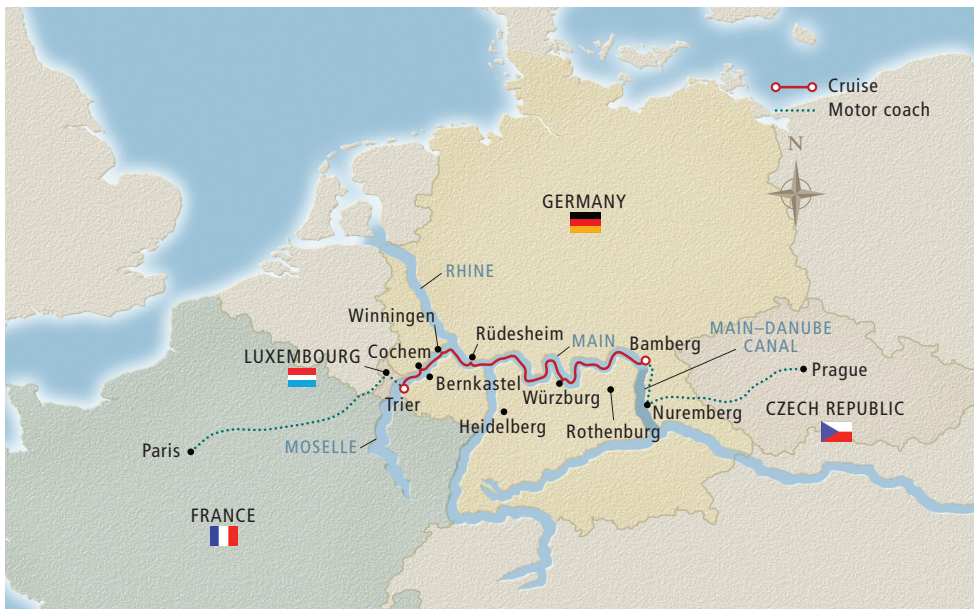 Cruise
Motor coach
N
GERMANY
RHINE
Winningen
Rüdesheim
MAIN
MAIN–DANUBE
CANAL
Bamberg
LUXEMBOURG
Cochem
Bernkastel
Prague
Trier
Würzburg
Nuremberg
CZECH REPUBLIC
Heidelberg
Rothenburg
Paris
MOSELLE
FRANCE